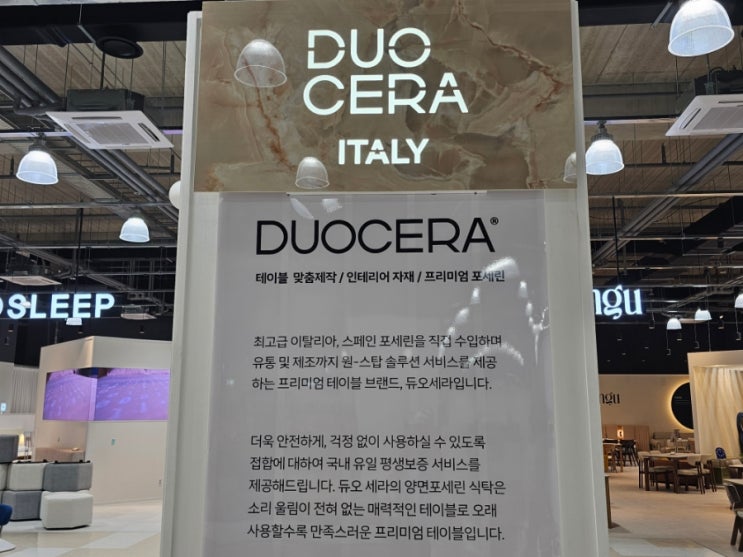 DUO
CERA
ITALY
DUOCERA®
테이블 맞춤제작 / 인테리어 자재 / 프리미엄 포세린
SLEEP
ngu
최고급 이탈리아, 스페인 포세린을 직접 수입하며
유통 및 제조까지 원-스탑 솔루션 서비스를 제공
하는 프리미엄 테이블 브랜드, 듀오세라입니다.
ngu
더욱 안전하게, 걱정 없이 사용하실 수 있도록
접합에 대하여 국내 유일 평생보증 서비스를
제공해드립니다. 듀오 세라의 양면포세린 식탁은
소리 울림이 전혀 없는 매력적인 테이블로 오래
사용할수록 만족스러운 프리미엄 테이블입니다.